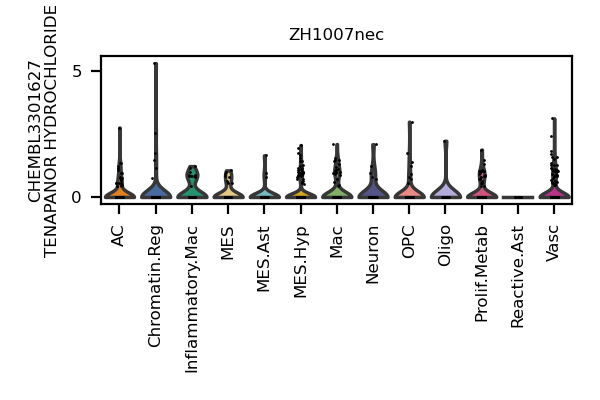 ZH1007nec
CHEMBL3301627
TENAPANOR HYDROCHLORIDE
5
0
AC
Chromatin.Reg
Inflammatory.Mac
MES
MES.Ast
MES.Hyp
Mac
Neuron
OPC
Oligo
Prolif.Metab
Reactive.Ast
Vasc